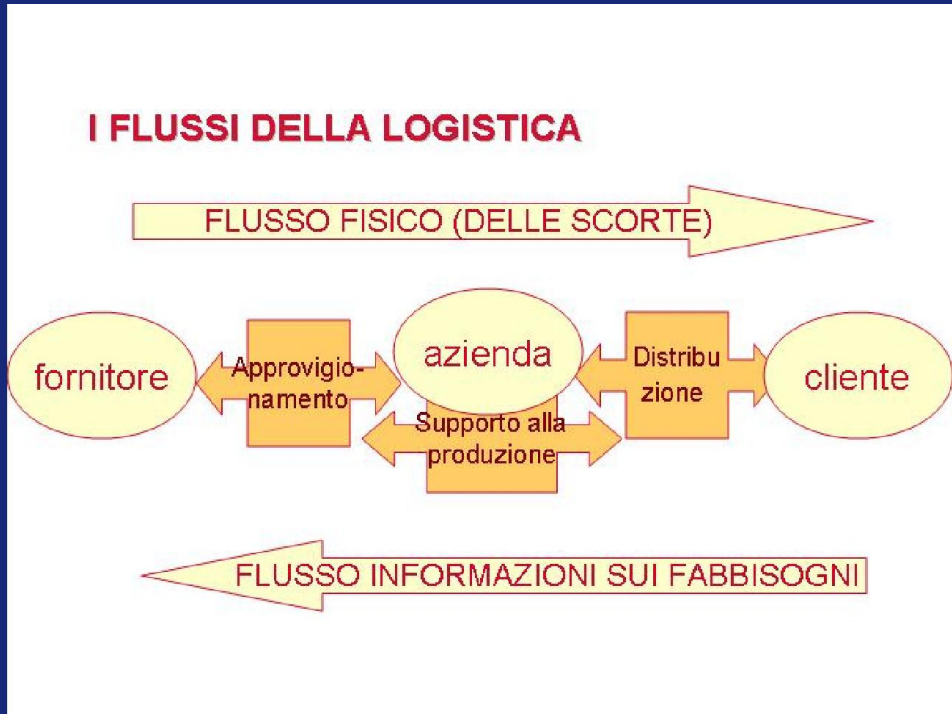 I FLUSSI DELLA LOGISTICA
FLUSSO FISICO (DELLE SCORTE)
fornitore
Approvigio-
namento
azienda
Supporto alla
produzione
Distribu
zione
cliente
FLUSSO INFORMAZIONI SUI FABBISOGNI